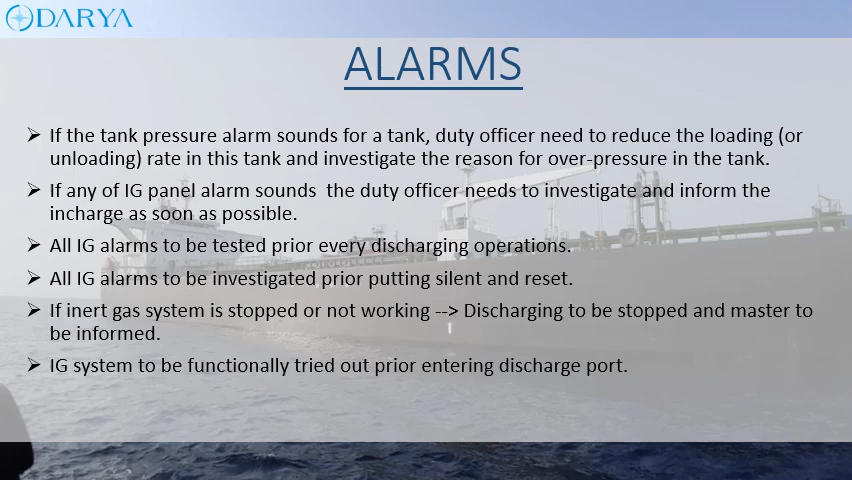 DARYA
ALARMS
➢ If the tank pressure alarm sounds for a tank, duty officer need to reduce the loading (or
unloading) rate in this tank and investigate the reason for over-pressure in the tank.
➢ If any of IG panel alarm sounds  the duty officer needs to investigate and inform the
incharge as soon as possible.
➢ All IG alarms to be tested prior every discharging operations.
➢ All IG alarms to be investigated prior putting silent and reset.
➢ If inert gas system is stopped or not working --> Discharging to be stopped and master to
be informed.
➢ IG system to be functionally tried out prior entering discharge port.